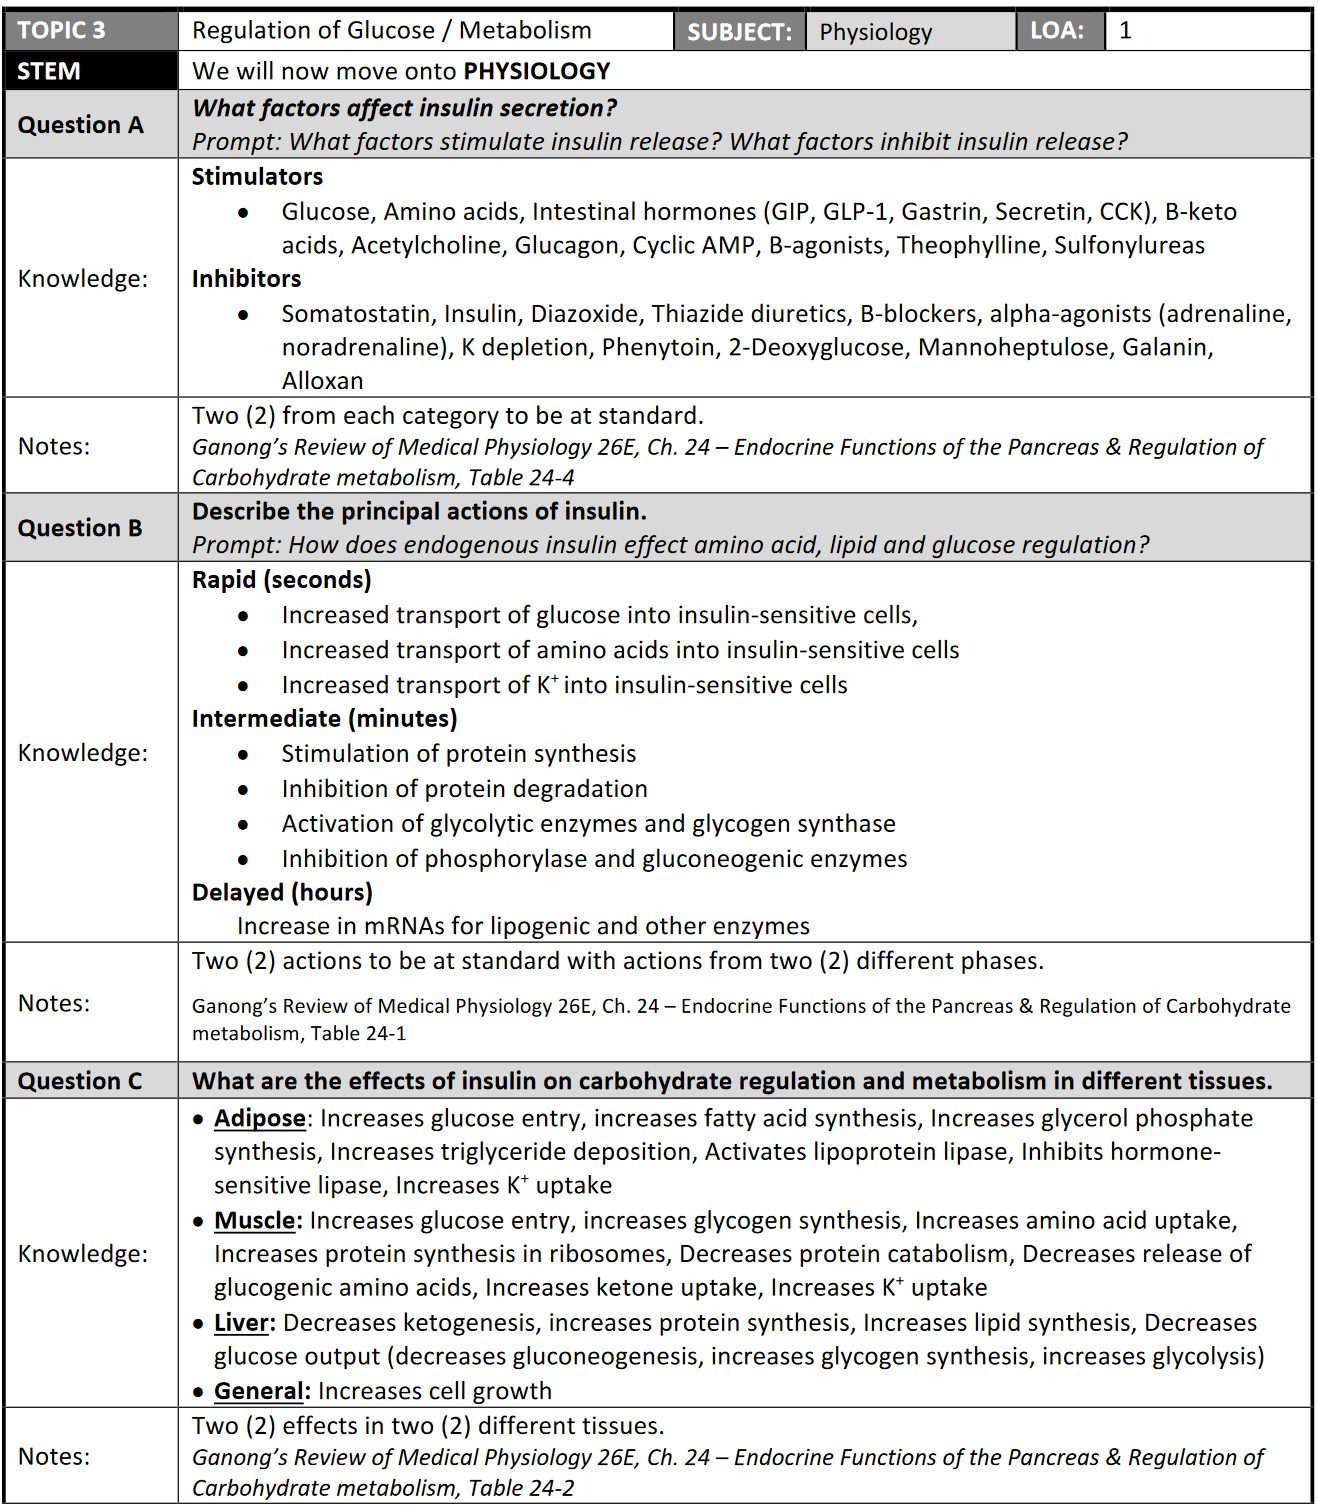 TOPIC 3 Regulation of Glucose / Metabolism SUBJECT: Physiology LOA: 1
STEM We will now move onto PHYSIOLOGY
Question A
What factors affect insulin secretion?
Prompt: What factors stimulate insulin release? What factors inhibit insulin release?
Knowledge:
Stimulators
• Glucose, Amino acids, Intestinal hormones (GIP, GLP-1, Gastrin, Secretin, CCK), B-keto
acids, Acetylcholine, Glucagon, Cyclic AMP, B-agonists, Theophylline, Sulfonylureas
Inhibitors
• Somatostatin, Insulin, Diazoxide, Thiazide diuretics, B-blockers, alpha-agonists (adrenaline,
noradrenaline), K depletion, Phenytoin, 2-Deoxyglucose, Mannoheptulose, Galanin,
Alloxan
Notes:
Two (2) from each category to be at standard.
Ganong’s Review of Medical Physiology 26E, Ch. 24 – Endocrine Functions of the Pancreas & Regulation of
Carbohydrate metabolism, Table 24-4
Question B
Describe the principal actions of insulin.
Prompt: How does endogenous insulin effect amino acid, lipid and glucose regulation?
Knowledge:
Rapid (seconds)
• Increased transport of glucose into insulin-sensitive cells,
• Increased transport of amino acids into insulin-sensitive cells
• Increased transport of K⁺ into insulin-sensitive cells
Intermediate (minutes)
• Stimulation of protein synthesis
• Inhibition of protein degradation
• Activation of glycolytic enzymes and glycogen synthase
• Inhibition of phosphorylase and gluconeogenic enzymes
Delayed (hours)
Increase in mRNAs for lipogenic and other enzymes
Notes:
Two (2) actions to be at standard with actions from two (2) different phases.
Ganong’s Review of Medical Physiology 26E, Ch. 24 – Endocrine Functions of the Pancreas & Regulation of Carbohydrate
metabolism, Table 24-1
Question C What are the effects of insulin on carbohydrate regulation and metabolism in different tissues.
Knowledge:
• Adipose: Increases glucose entry, increases fatty acid synthesis, Increases glycerol phosphate
synthesis, Increases triglyceride deposition, Activates lipoprotein lipase, Inhibits hormone-
sensitive lipase, Increases K⁺ uptake
• Muscle: Increases glucose entry, increases glycogen synthesis, Increases amino acid uptake,
Increases protein synthesis in ribosomes, Decreases protein catabolism, Decreases release of
glucogenic amino acids, Increases ketone uptake, Increases K⁺ uptake
• Liver: Decreases ketogenesis, increases protein synthesis, Increases lipid synthesis, Decreases
glucose output (decreases gluconeogenesis, increases glycogen synthesis, increases glycolysis)
• General: Increases cell growth
Notes:
Two (2) effects in two (2) different tissues.
Ganong’s Review of Medical Physiology 26E, Ch. 24 – Endocrine Functions of the Pancreas & Regulation of
Carbohydrate metabolism, Table 24-2